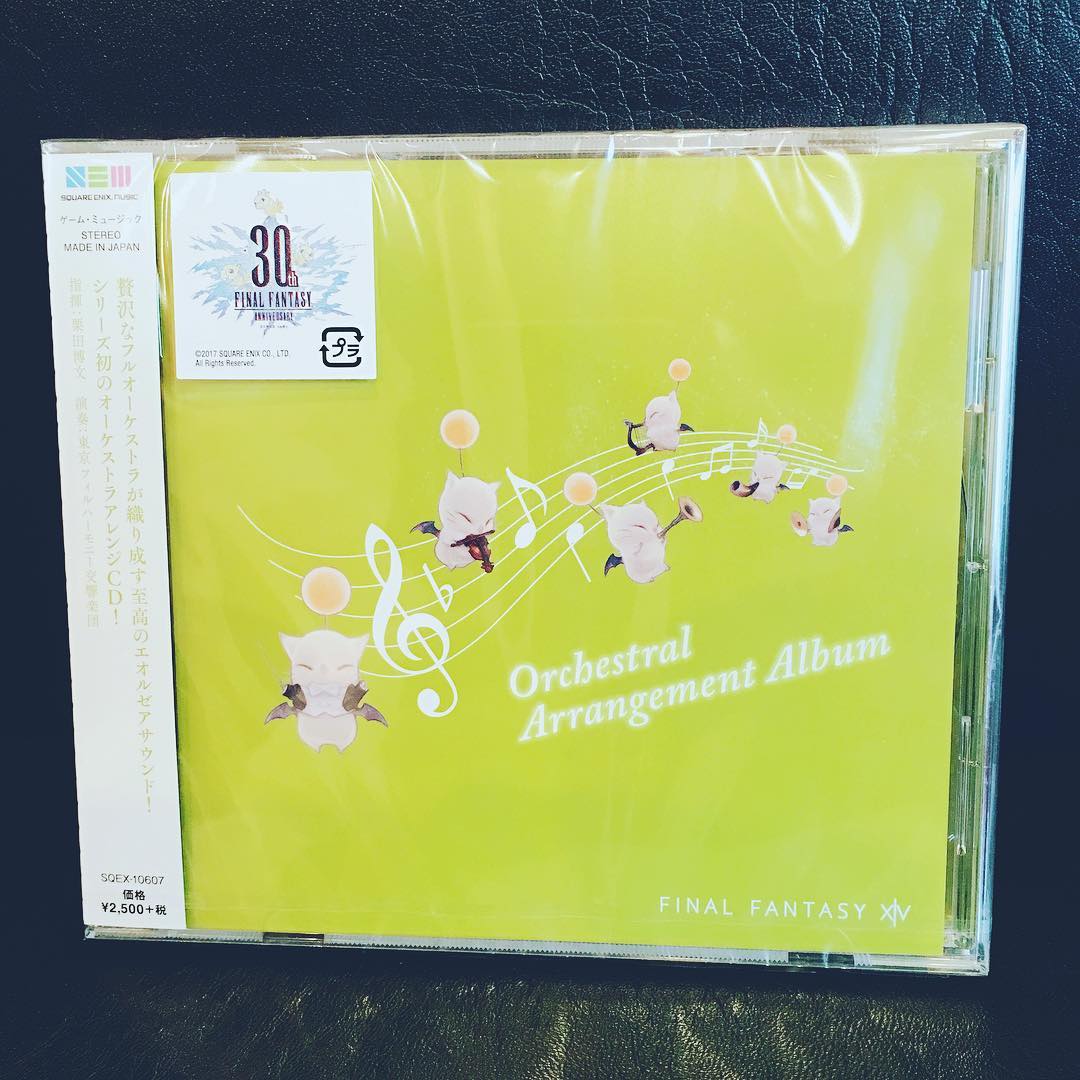 NEW
SQUARE ENIX. MUSIC
ゲーム・ミュージック
STEREO
MADE IN JAPAN
贅沢なフルオーケストラが織り成す至高のエオルゼアサウンド!
シリーズ初のオーケストラアレンジCD!
指揮:栗田博文 演奏:東京フィルハーモニー交響楽団
SQEX-10607
価格
¥2,500+税
30th
FINAL FANTASY
ANNIVERSARY
©2017 SQUARE ENIX CO., LTD.
All Rights Reserved.
プラ
Orchestral
Arrangement Album
FINAL FANTASY XIV